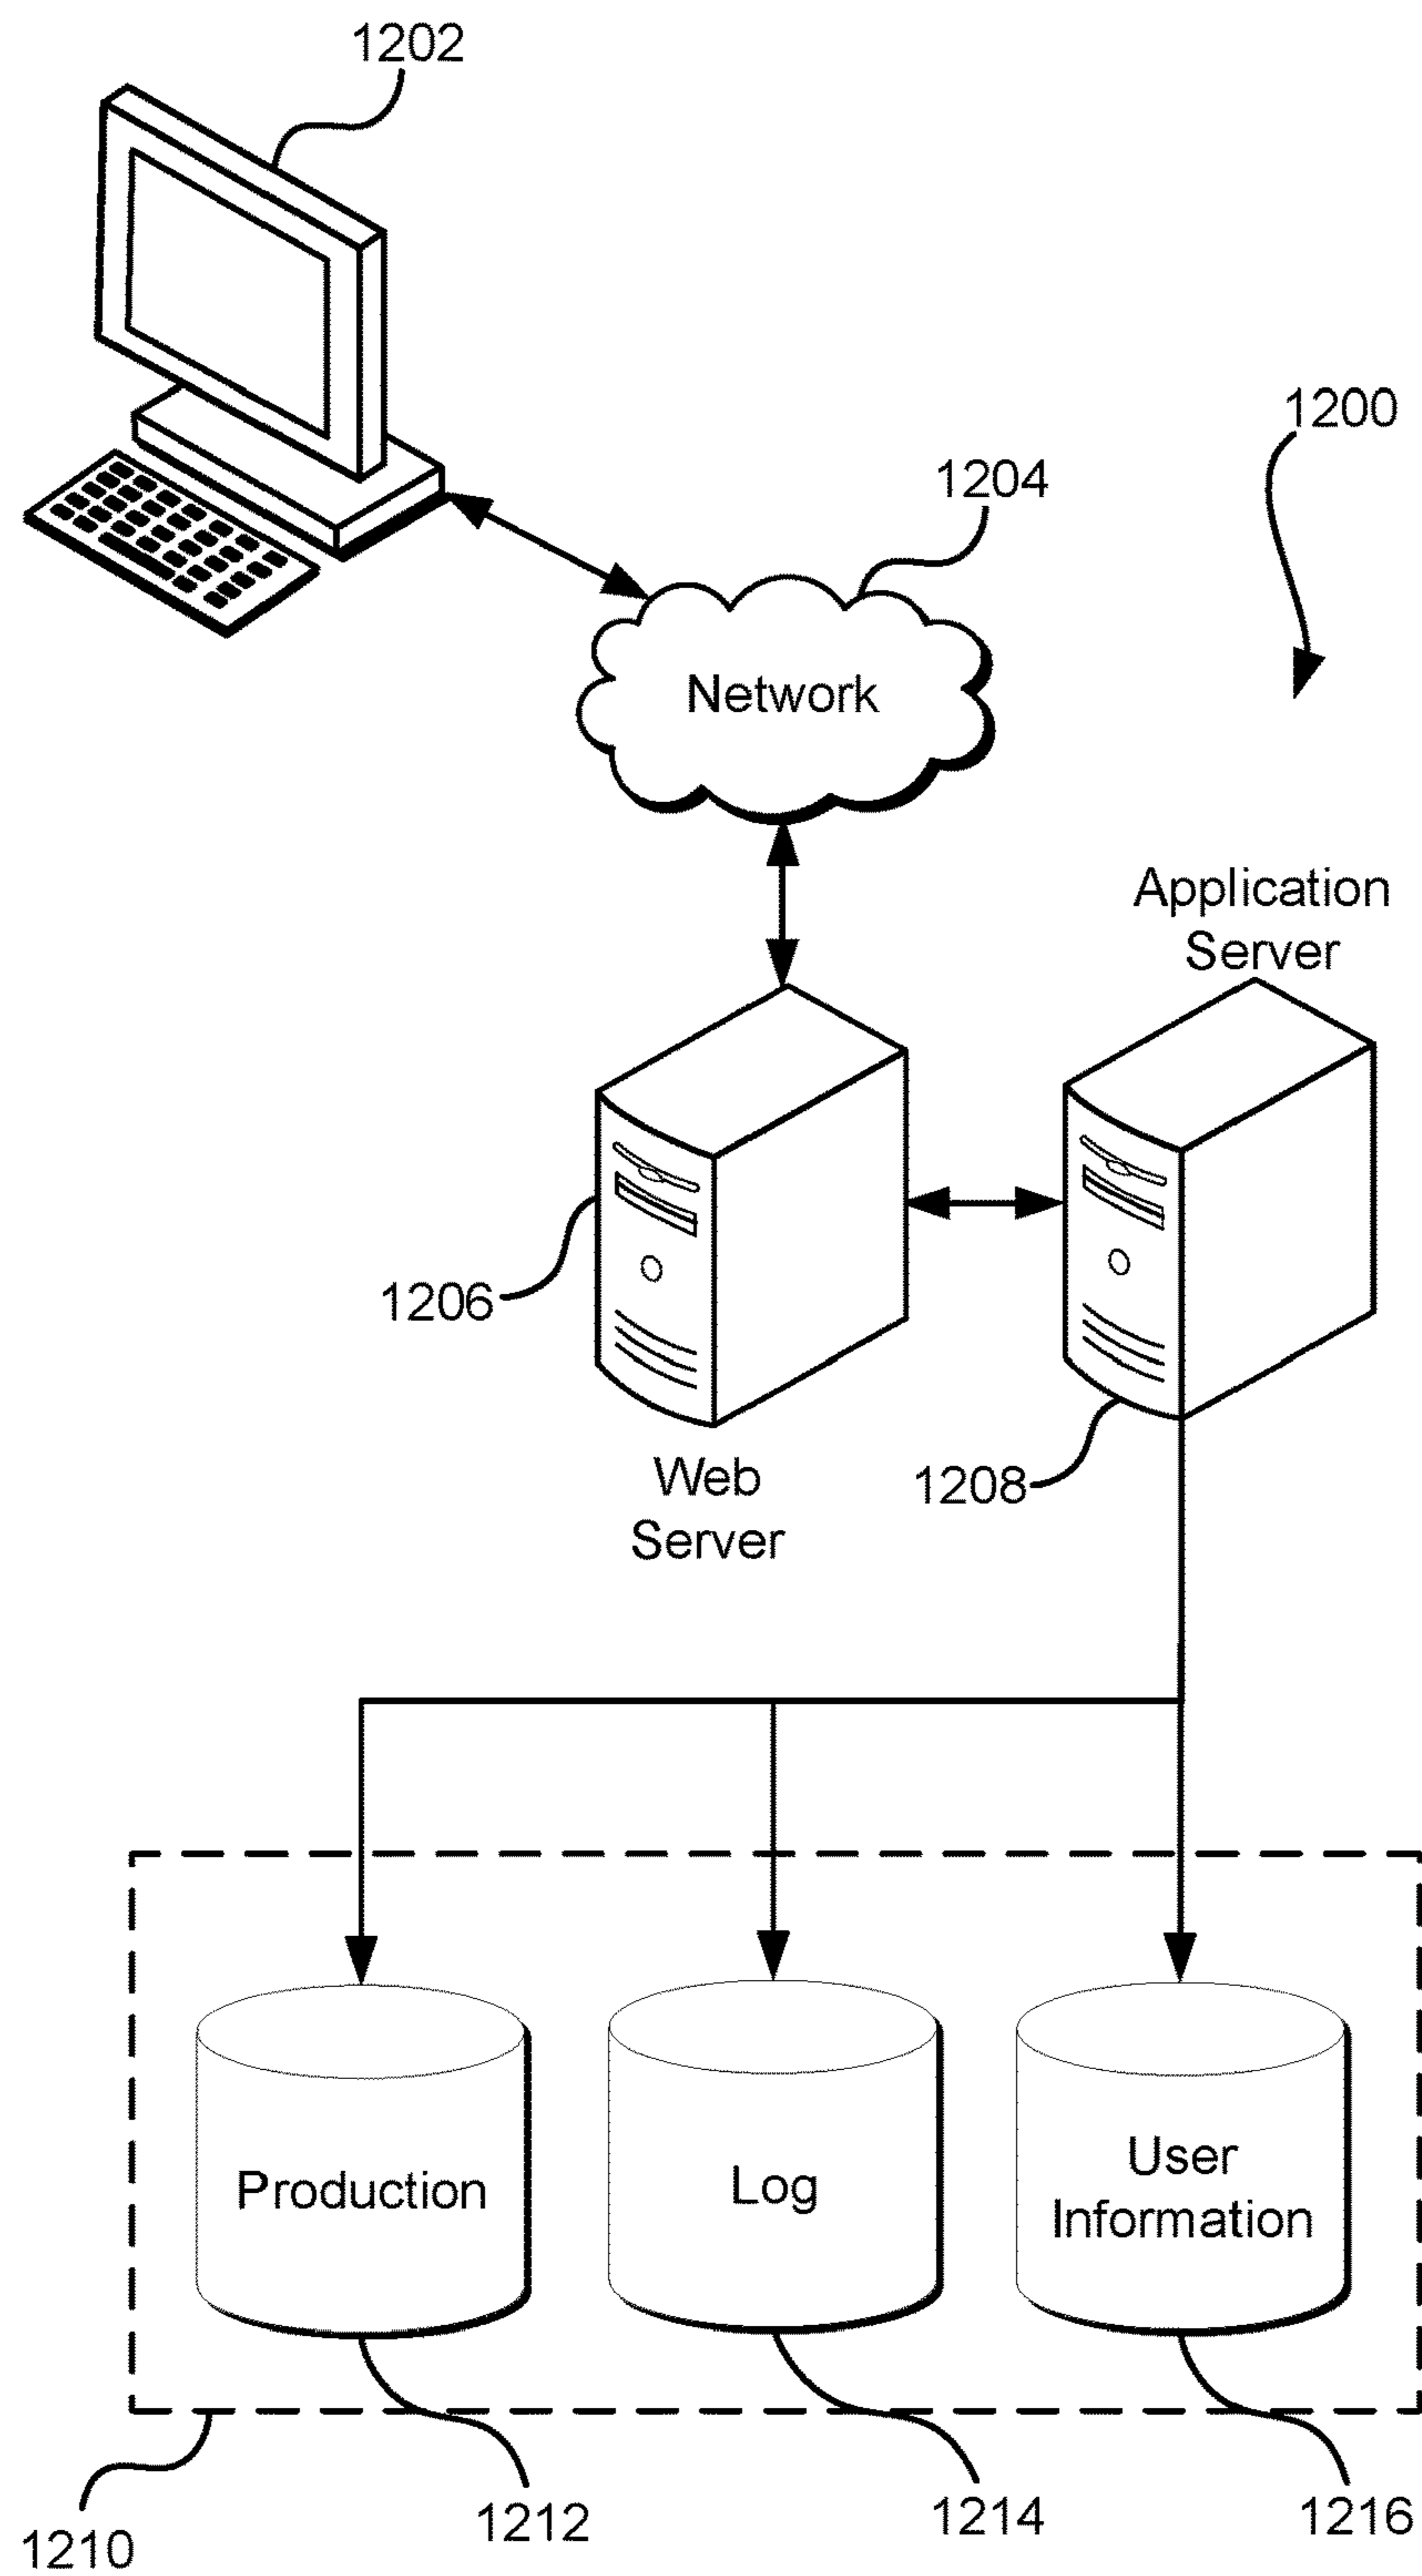 1202
1200
1204
Network
Application
Server
1206
1208
Web
Server
Production
Log
User
Information
1210
1212
1214
1216